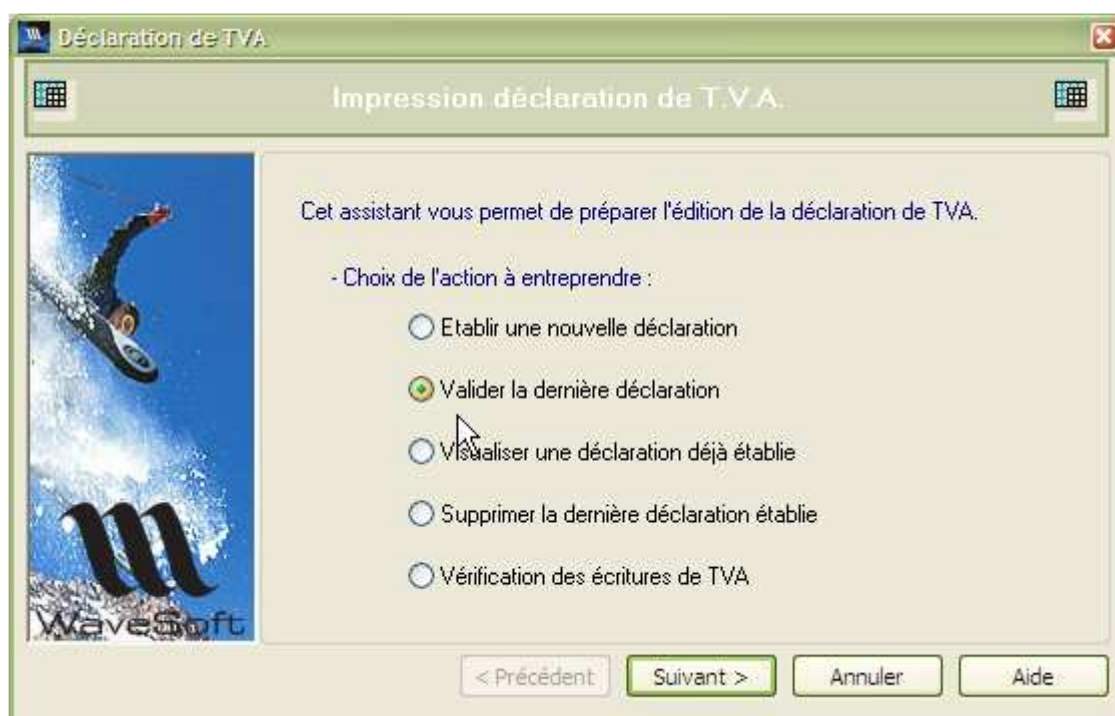 Déclaration de TVA
Impression déclaration de T.V.A.
Cet assistant vous permet de préparer l'édition de la déclaration de TVA.
- Choix de l'action à entreprendre :
Etablir une nouvelle déclaration
Valider la dernière déclaration
Visualiser une déclaration déjà établie
Supprimer la dernière déclaration établie
Vérification des écritures de TVA
WaveSoft
< Précédent Suivant > Annuler Aide